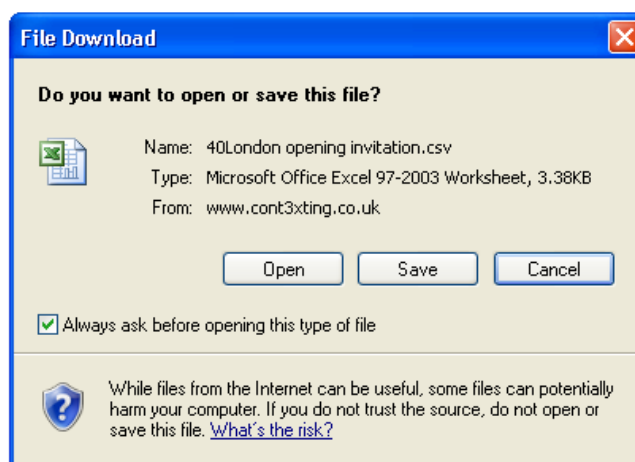 File Download
Do you want to open or save this file?
Name: 40London opening invitation.csv
Type: Microsoft Office Excel 97-2003 Worksheet, 3.38KB
From: www.cont3xting.co.uk
Open Save Cancel
Always ask before opening this type of file
While files from the Internet can be useful, some files can potentially
harm your computer. If you do not trust the source, do not open or
save this file. What's the risk?